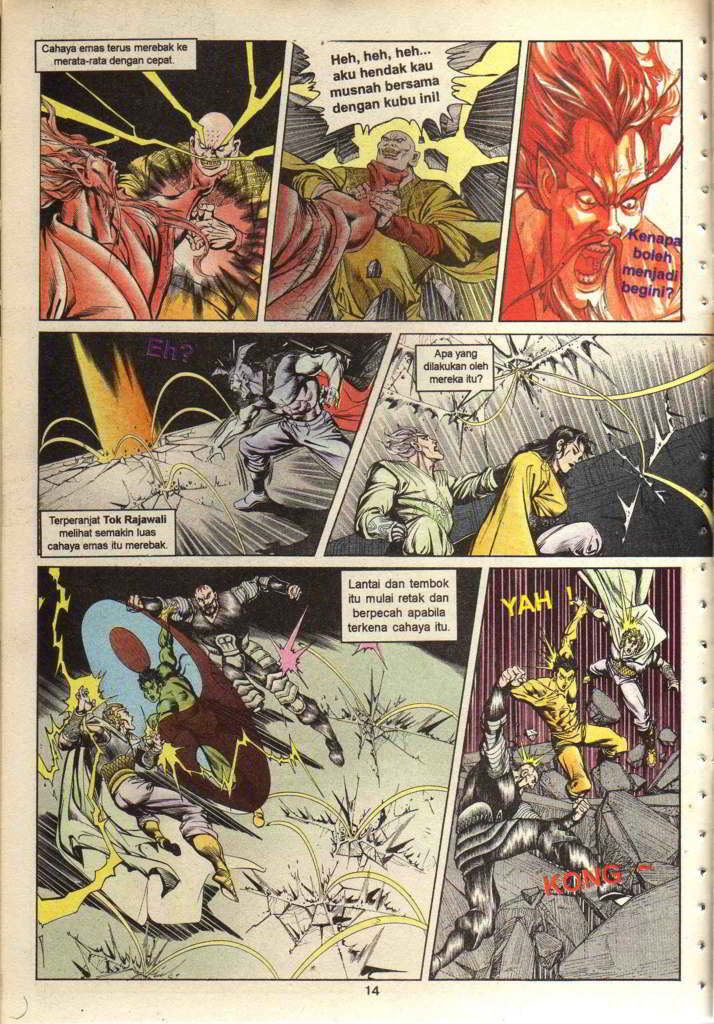 Cahaya emas terus merebak ke
merata-rata dengan cepat.
Heh, heh, heh...
aku hendak kau
musnah bersama
dengan kubu ini!
Kenapa
boleh
menjadi
begini?
Eh?
Terperanjat Tok Rajawali
melihat semakin luas
cahaya emas itu merebak.
Apa yang
dilakukan oleh
mereka itu?
Lantai dan tembok
itu mulai retak dan
berpecah apabila
terkena cahaya itu.
YAH !
KONG ~
14